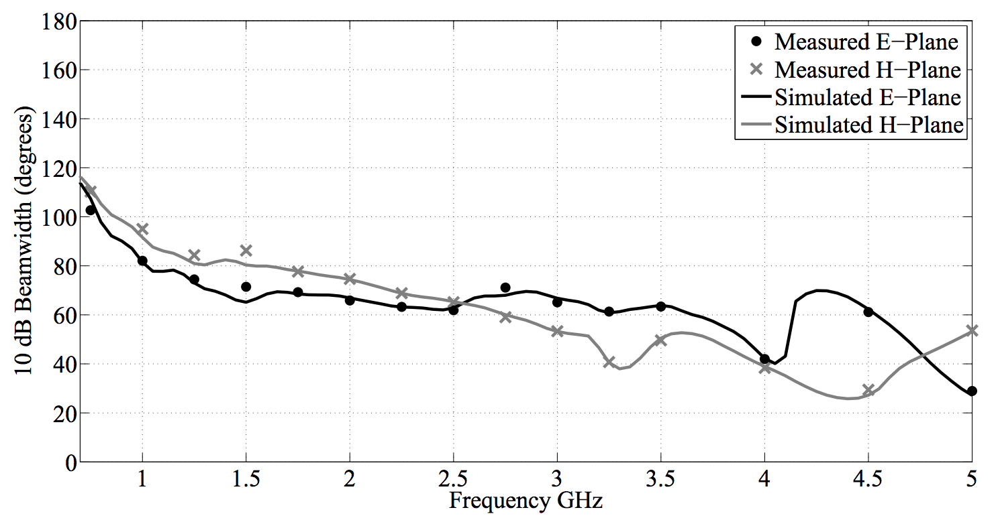 180
160
140
120
100
80
60
40
20
0
10 dB Beamwidth (degrees)
Measured E−Plane
Measured H−Plane
Simulated E−Plane
Simulated H−Plane
1 1.5 2 2.5 3 3.5 4 4.5 5
Frequency GHz